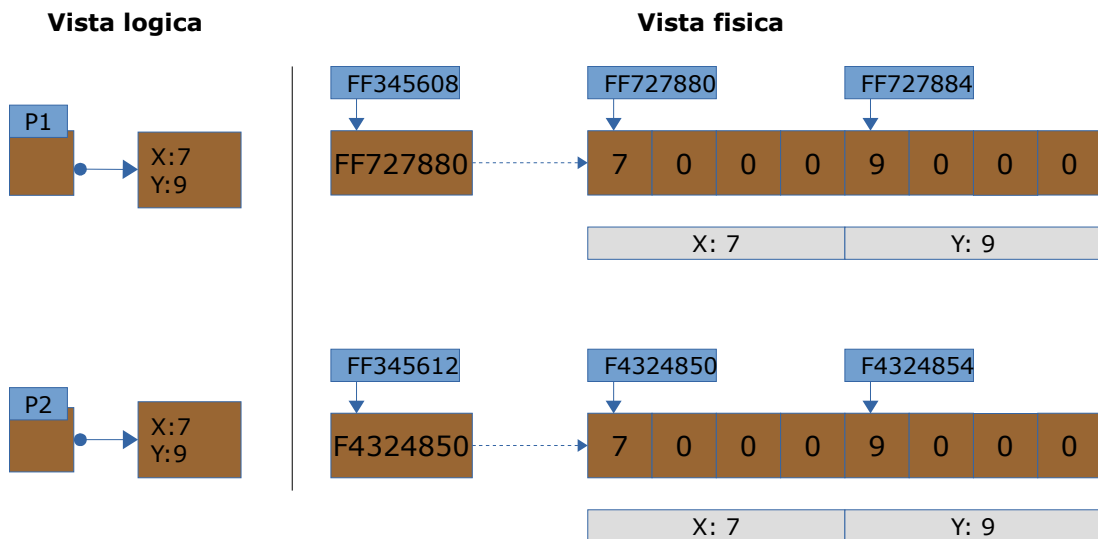 Vista logica
Vista fisica
FF345608
FF727880
FF727884
P1
X:7
Y:9
FF727880
7 0 0 0 9 0 0 0
X: 7
Y: 9
FF345612
F4324850
F4324854
P2
X:7
Y:9
F4324850
7 0 0 0 9 0 0 0
X: 7
Y: 9